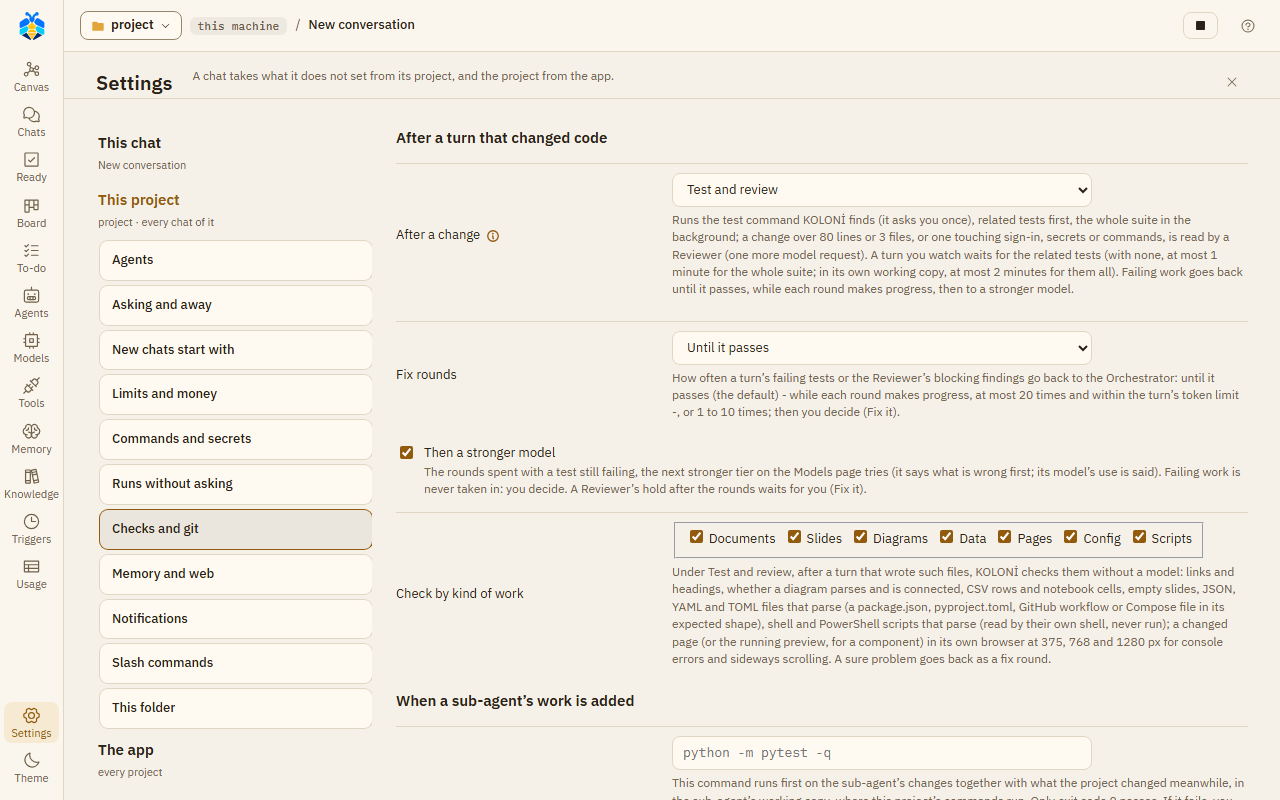 project
this machine
/
New conversation
Canvas
Chats
Ready
Board
To-do
Agents
Models
Tools
Memory
Knowledge
Triggers
Usage
Settings
Theme
Settings
A chat takes what it does not set from its project, and the project from the app.
This chat
New conversation
This project
project · every chat of it
Agents
Asking and away
New chats start with
Limits and money
Commands and secrets
Runs without asking
Checks and git
Memory and web
Notifications
Slash commands
This folder
The app
every project
After a turn that changed code
After a change
Test and review
Runs the test command KOLONİ finds (it asks you once), related tests first, the whole suite in the
background; a change over 80 lines or 3 files, or one touching sign-in, secrets or commands, is read by a
Reviewer (one more model request). A turn you watch waits for the related tests (with none, at most 1
minute for the whole suite; in its own working copy, at most 2 minutes for them all). Failing work goes back
until it passes, while each round makes progress, then to a stronger model.
Fix rounds
Until it passes
How often a turn’s failing tests or the Reviewer’s blocking findings go back to the Orchestrator: until it
passes (the default) - while each round makes progress, at most 20 times and within the turn’s token limit
-, or 1 to 10 times; then you decide (Fix it).
Then a stronger model
The rounds spent with a test still failing, the next stronger tier on the Models page tries (it says what is wrong first; its model’s use is said). Failing work is
never taken in: you decide. A Reviewer’s hold after the rounds waits for you (Fix it).
Check by kind of work
Documents Slides Diagrams Data Pages Config Scripts
Under Test and review, after a turn that wrote such files, KOLONİ checks them without a model: links and
headings, whether a diagram parses and is connected, CSV rows and notebook cells, empty slides, JSON,
YAML and TOML files that parse (a package.json, pyproject.toml, GitHub workflow or Compose file in its
expected shape), shell and PowerShell scripts that parse (read by their own shell, never run); a changed
page (or the running preview, for a component) in its own browser at 375, 768 and 1280 px for console
errors and sideways scrolling. A sure problem goes back as a fix round.
When a sub-agent’s work is added
python -m pytest -q
This command runs first on the sub-agent’s changes together with what the project changed meanwhile, in